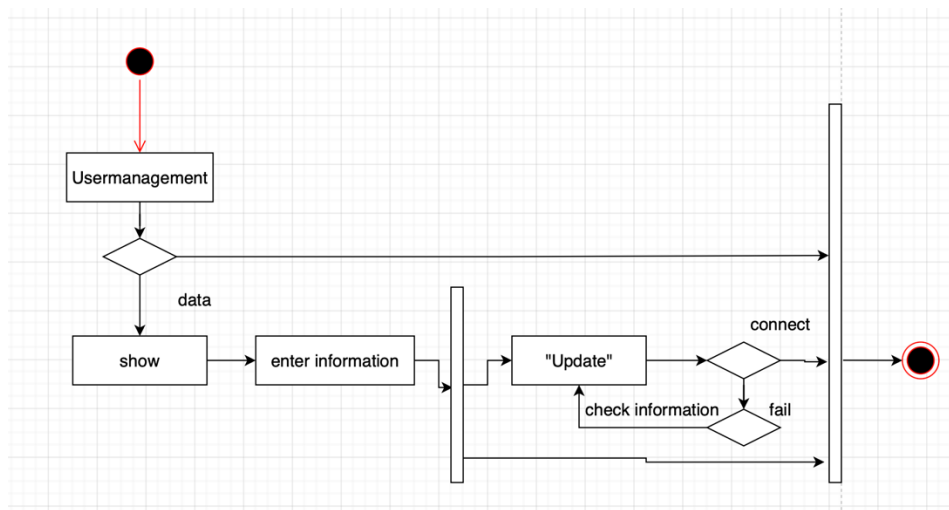 Usermanagement
data
show
enter information
"Update"
connect
check information
fail